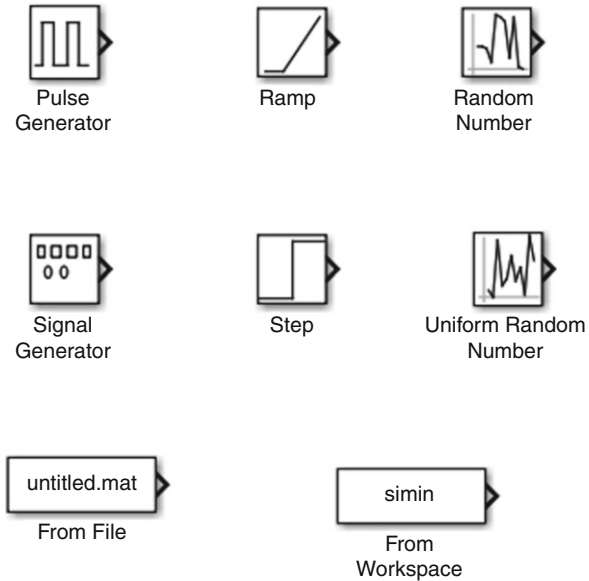 Pulse
Generator
Ramp
Random
Number
Signal
Generator
Step
Uniform Random
Number
untitled.mat
From File
simin
From
Workspace